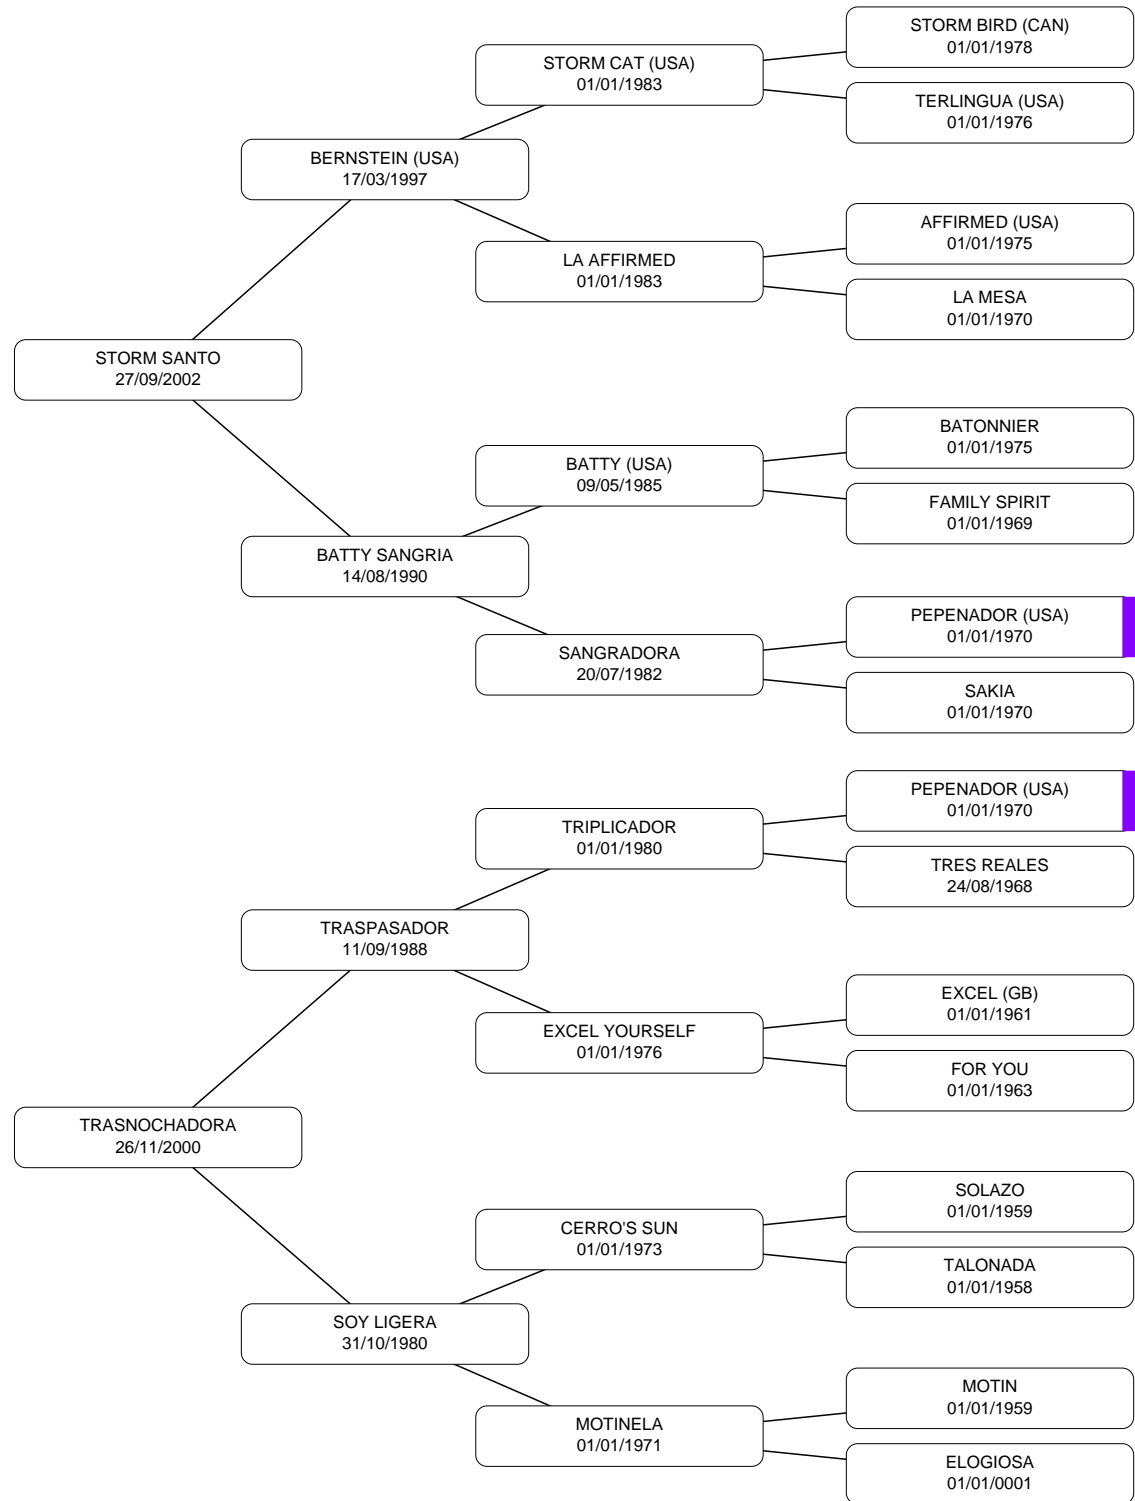 STORM BIRD (CAN)
01/01/1978
STORM CAT (USA)
01/01/1983
TERLINGUA (USA)
01/01/1976
BERNSTEIN (USA)
17/03/1997
AFFIRMED (USA)
01/01/1975
LA AFFIRMED
01/01/1983
LA MESA
01/01/1970
STORM SANTO
27/09/2002
BATONNIER
01/01/1975
BATTY (USA)
09/05/1985
FAMILY SPIRIT
01/01/1969
BATTY SANGRIA
14/08/1990
PEPENADOR (USA)
01/01/1970
SANGRADORA
20/07/1982
SAKIA
01/01/1970
PEPENADOR (USA)
01/01/1970
TRIPLICADOR
01/01/1980
TRES REALES
24/08/1968
TRASPASADOR
11/09/1988
EXCEL (GB)
01/01/1961
EXCEL YOURSELF
01/01/1976
FOR YOU
01/01/1963
TRASNOCHADORA
26/11/2000
SOLAZO
01/01/1959
CERRO'S SUN
01/01/1973
TALONADA
01/01/1958
SOY LIGERA
31/10/1980
MOTIN
01/01/1959
MOTINELA
01/01/1971
ELOGIOSA
01/01/0001